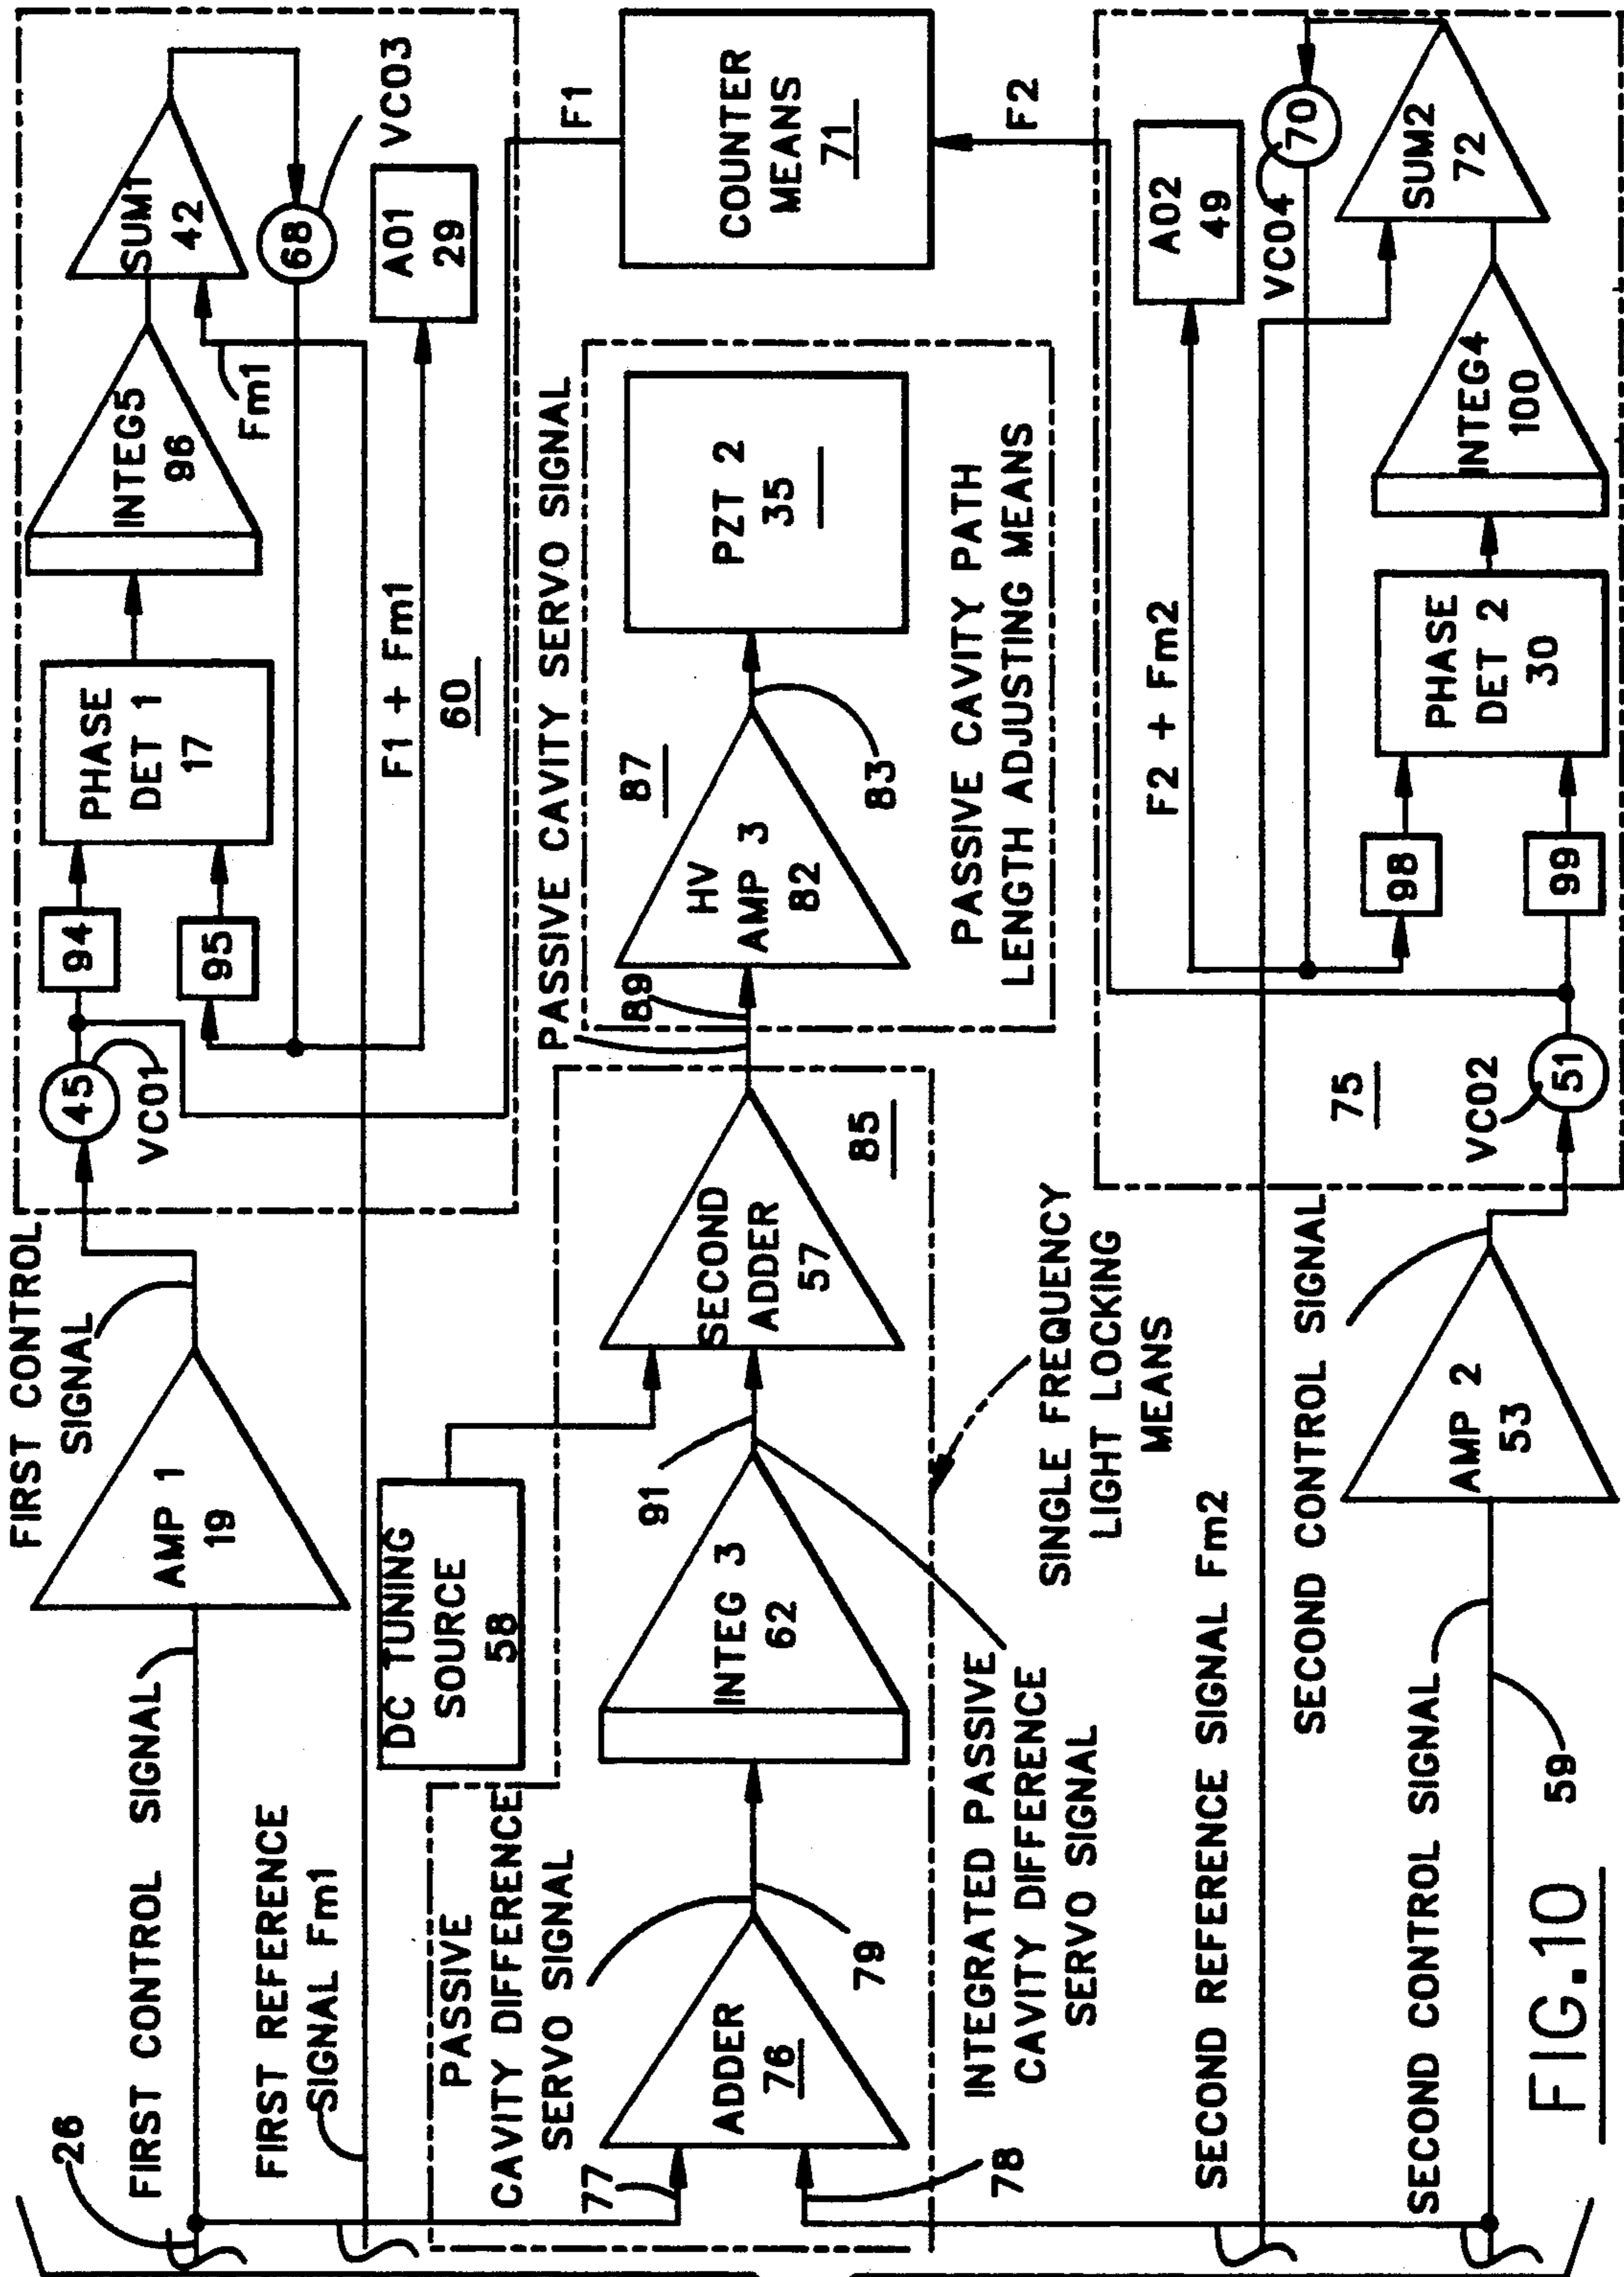 FIRST CONTROL
SIGNAL
26
FIRST CONTROL SIGNAL
AMP 1
19
45
VCO1
94
95
PHASE
DET 1
17
INTEG5
96
SUM1
42
68
VCO3
Fm1
A01
29
F1 + Fm1
60
FIRST REFERENCE
SIGNAL Fm1
DC TUNING
SOURCE
58
PASSIVE
CAVITY DIFFERENCE
SERVO SIGNAL
77
78
ADDER
76
79
INTEG 3
62
91
SECOND
ADDER
57
85
PASSIVE CAVITY SERVO SIGNAL
89
HV
AMP 3
82
87
83
PZT 2
35
PASSIVE CAVITY PATH
LENGTH ADJUSTING MEANS
F1
COUNTER
MEANS
71
F2
INTEGRATED PASSIVE
CAVITY DIFFERENCE
SERVO SIGNAL
SINGLE FREQUENCY
LIGHT LOCKING
MEANS
SECOND REFERENCE SIGNAL Fm2
SECOND CONTROL SIGNAL
SECOND CONTROL SIGNAL
59
AMP 2
53
75
VCO2
51
98
99
PHASE
DET 2
30
INTEG4
100
SUM2
72
70
VCO4
A02
49
F2 + Fm2
FIG.10